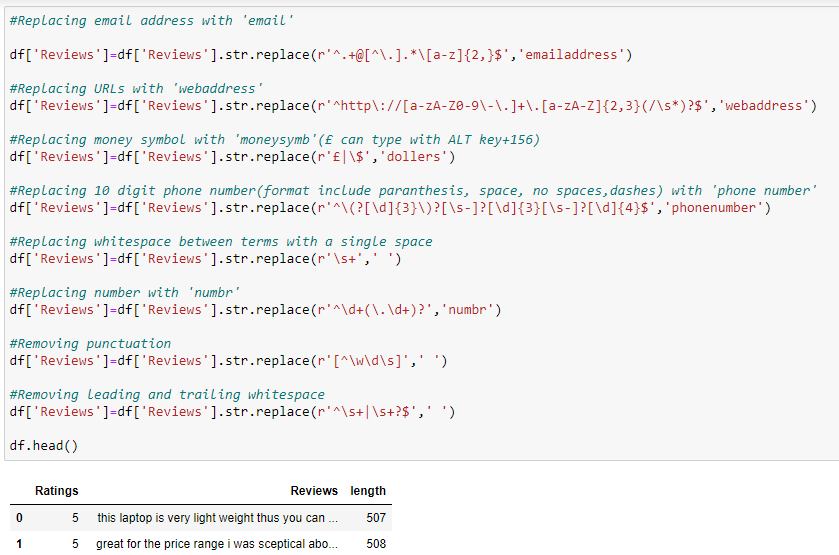 #Replacing email address with 'email'
df['Reviews']=df['Reviews'].str.replace(r'^.+@[^\.].*\[a-z]{2,}$','emailaddress')
#Replacing URLs with 'webaddress'
df['Reviews']=df['Reviews'].str.replace(r'^http\://[a-zA-Z0-9\-\.]+\.[a-zA-Z]{2,3}(/\s*)?$','webaddress')
#Replacing money symbol with 'moneysymb'(£ can type with ALT key+156)
df['Reviews']=df['Reviews'].str.replace(r'£|\$','dollers')
#Replacing 10 digit phone number(format include paranthesis, space, no spaces,dashes) with 'phone number'
df['Reviews']=df['Reviews'].str.replace(r'^\(?[\d]{3}\)?[\s-]?[\d]{3}[\s-]?[\d]{4}$','phonenumber')
#Replacing whitespace between terms with a single space
df['Reviews']=df['Reviews'].str.replace(r'\s+',' ')
#Replacing number with 'numbr'
df['Reviews']=df['Reviews'].str.replace(r'^\d+(\.\d+)?','numbr')
#Removing punctuation
df['Reviews']=df['Reviews'].str.replace(r'[^\w\d\s]',' ')
#Removing leading and trailing whitespace
df['Reviews']=df['Reviews'].str.replace(r'^\s+|\s+?$',' ')
df.head()
Ratings Reviews length
0 5 this laptop is very light weight thus you can ... 507
1 5 great for the price range i was sceptical abo... 508